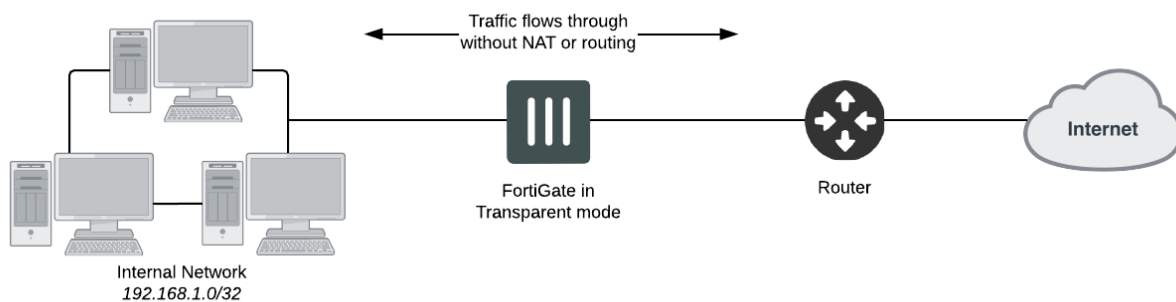 Traffic flows through
without NAT or routing
Internet
FortiGate in
Transparent mode
Router
Internal Network
192.168.1.0/32